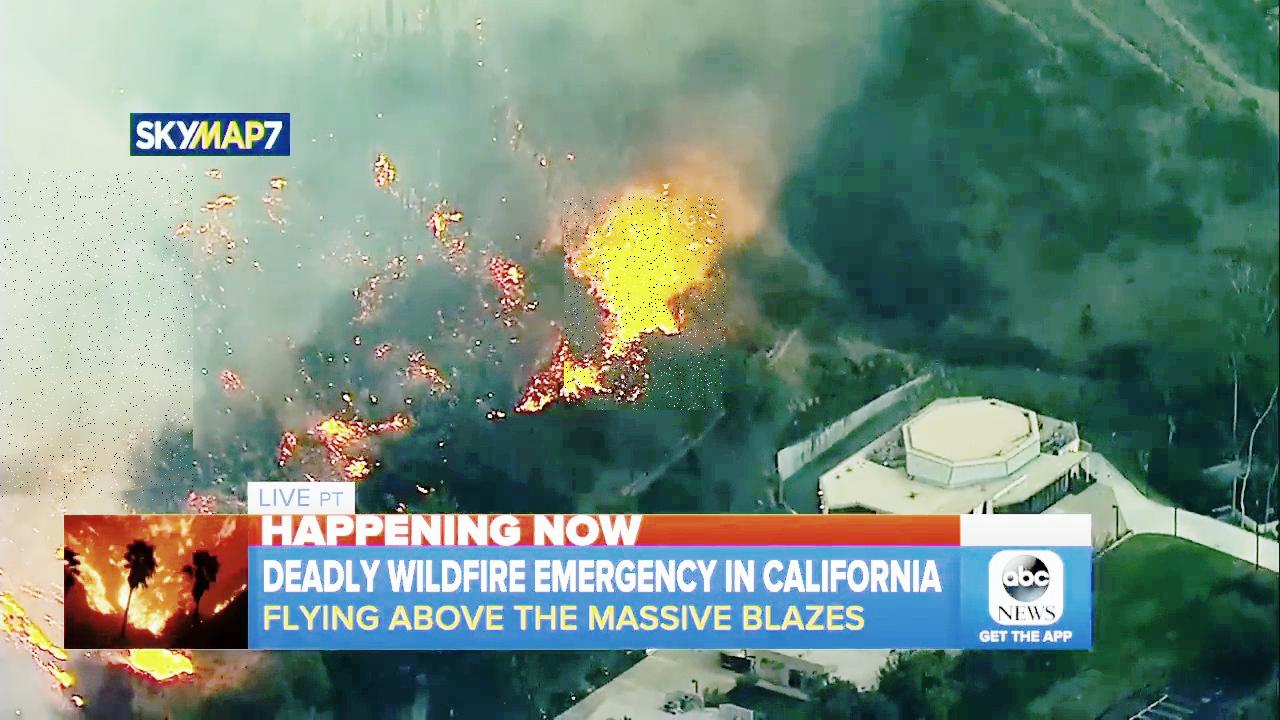 SKYMAP7
LIVE PT
HAPPENING NOW
DEADLY WILDFIRE EMERGENCY IN CALIFORNIA
FLYING ABOVE THE MASSIVE BLAZES
abc
NEWS
GET THE APP